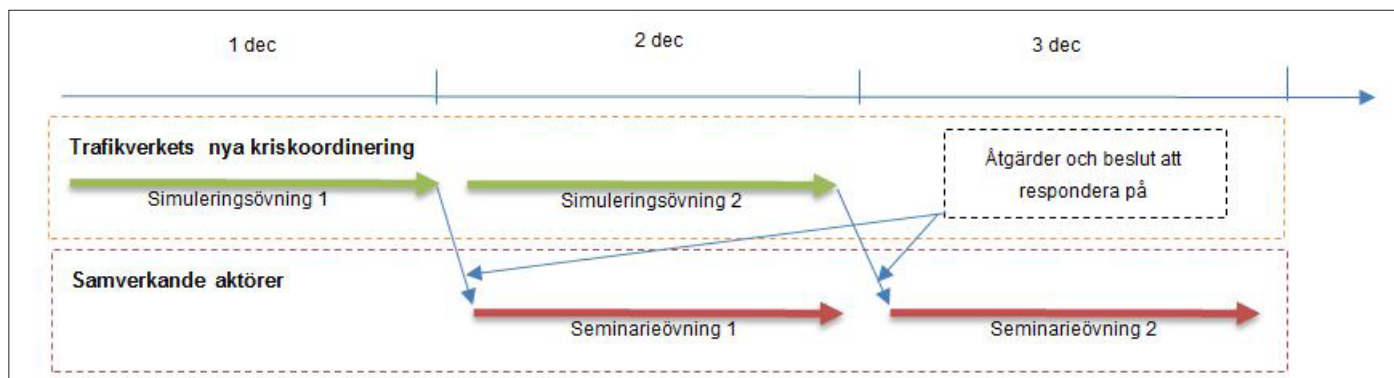 1 dec
2 dec
3 dec
Trafikverkets nya kriskoordinering
Åtgärder och beslut att
respondera på
Simuleringsövning 1
Simuleringsövning 2
Samverkande aktörer
Seminarieövning 1
Seminarieövning 2